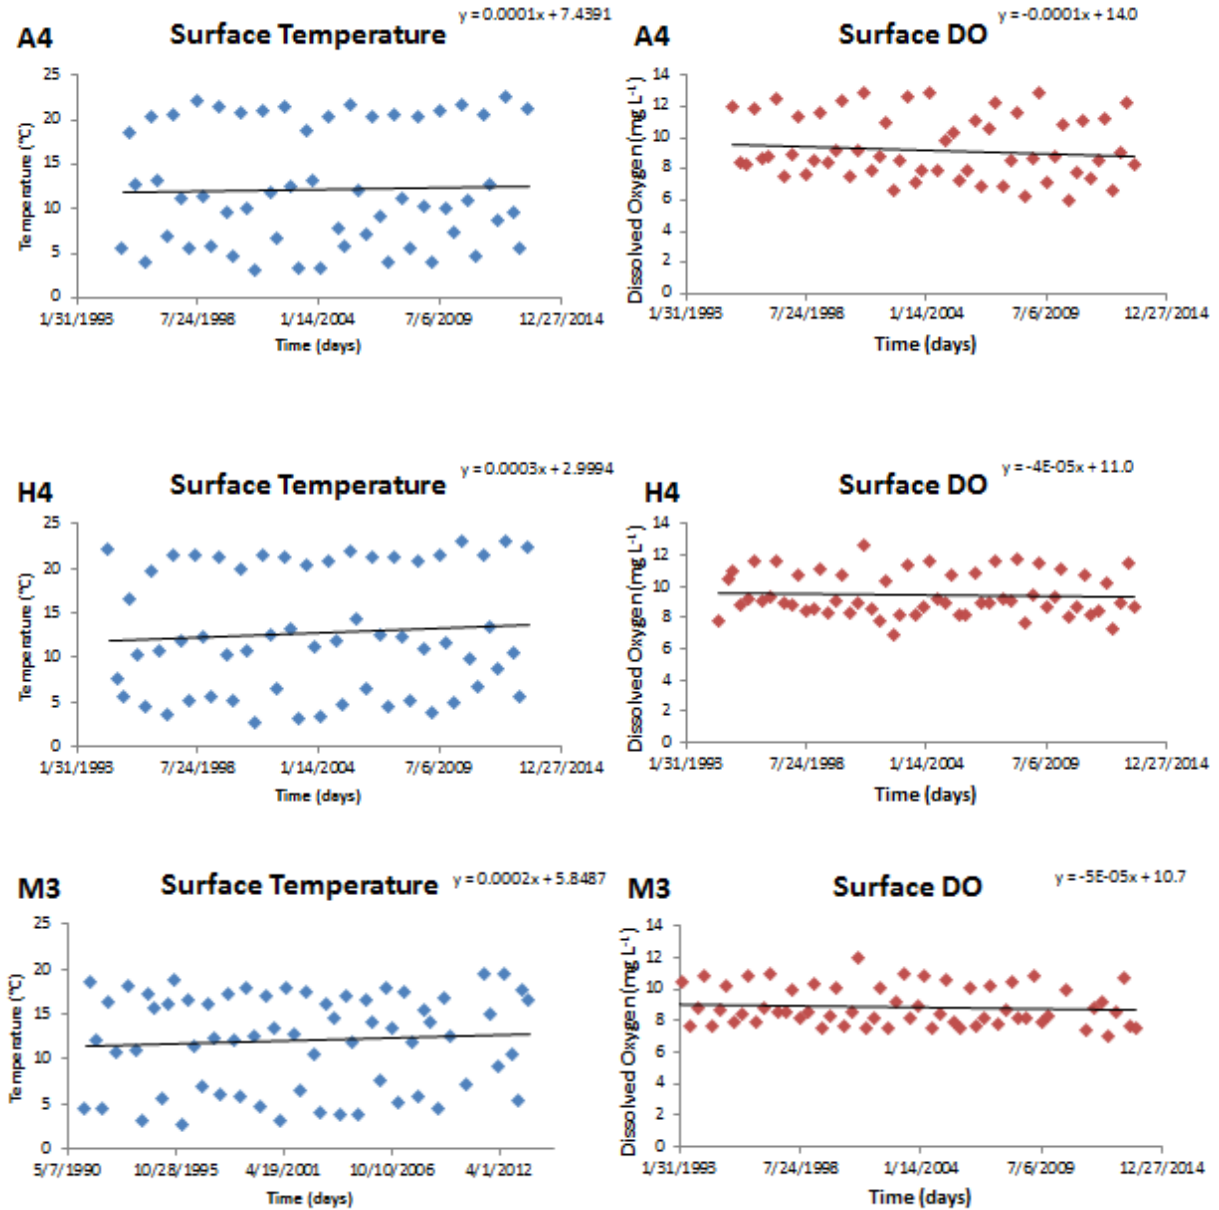 A4
Surface Temperature
y = 0.0001x + 7.4391
25
20
15
10
5
0
Temperature (°C)
1/31/1993 7/24/1998 1/14/2004 7/6/2009 12/27/2014
Time (days)
A4
Surface DO
y = -0.0001x + 14.0
14
12
10
8
6
4
2
0
Dissolved Oxygen (mg L⁻¹)
1/31/1993 7/24/1998 1/14/2004 7/6/2009 12/27/2014
Time (days)
H4
Surface Temperature
y = 0.0003x + 2.9994
25
20
15
10
5
0
Temperature (°C)
1/31/1993 7/24/1998 1/14/2004 7/6/2009 12/27/2014
Time (days)
H4
Surface DO
y = -4E-05x + 11.0
14
12
10
8
6
4
2
0
Dissolved Oxygen (mg L⁻¹)
1/31/1993 7/24/1998 1/14/2004 7/6/2009 12/27/2014
Time (days)
M3
Surface Temperature
y = 0.0002x + 5.8487
25
20
15
10
5
0
Temperature (°C)
5/7/1990 10/28/1995 4/19/2001 10/10/2006 4/1/2012
Time (days)
M3
Surface DO
y = -5E-05x + 10.7
14
12
10
8
6
4
2
0
Dissolved Oxygen (mg L⁻¹)
1/31/1993 7/24/1998 1/14/2004 7/6/2009 12/27/2014
Time (days)